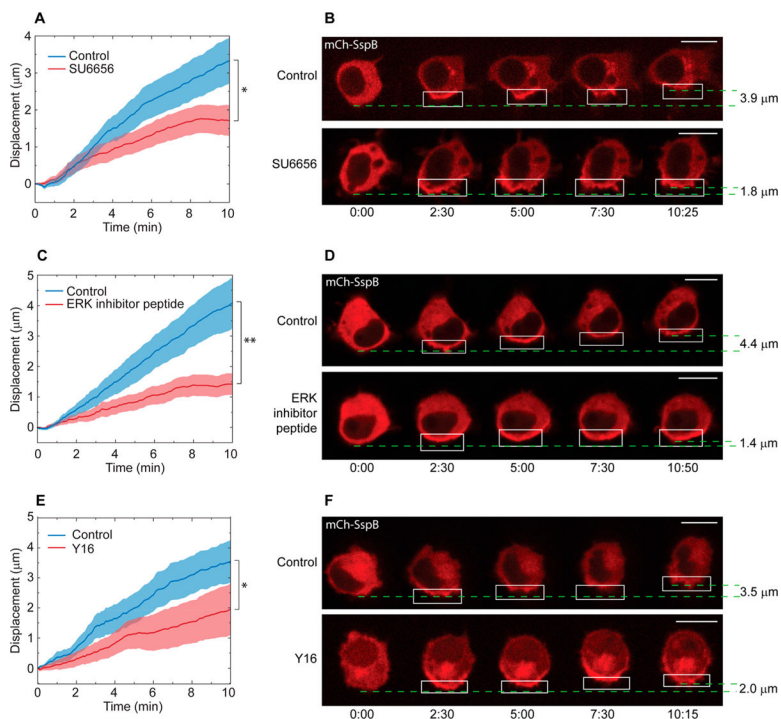 A
4
Control
SU6656
3
2
1
0
Displacement (μm)
*
0 2 4 6 8 10
Time (min)
B
mCh-SspB
Control
3.9 μm
SU6656
1.8 μm
0:00 2:30 5:00 7:30 10:25
C
5
Control
ERK inhibitor peptide
4
3
2
1
0
Displacement (μm)
**
0 2 4 6 8 10
Time (min)
D
mCh-SspB
Control
4.4 μm
ERK
inhibitor
peptide
1.4 μm
0:00 2:30 5:00 7:30 10:50
E
5
Control
Y16
4
3
2
1
0
Displacement (μm)
*
0 2 4 6 8 10
Time (min)
F
mCh-SspB
Control
3.5 μm
Y16
2.0 μm
0:00 2:30 5:00 7:30 10:15